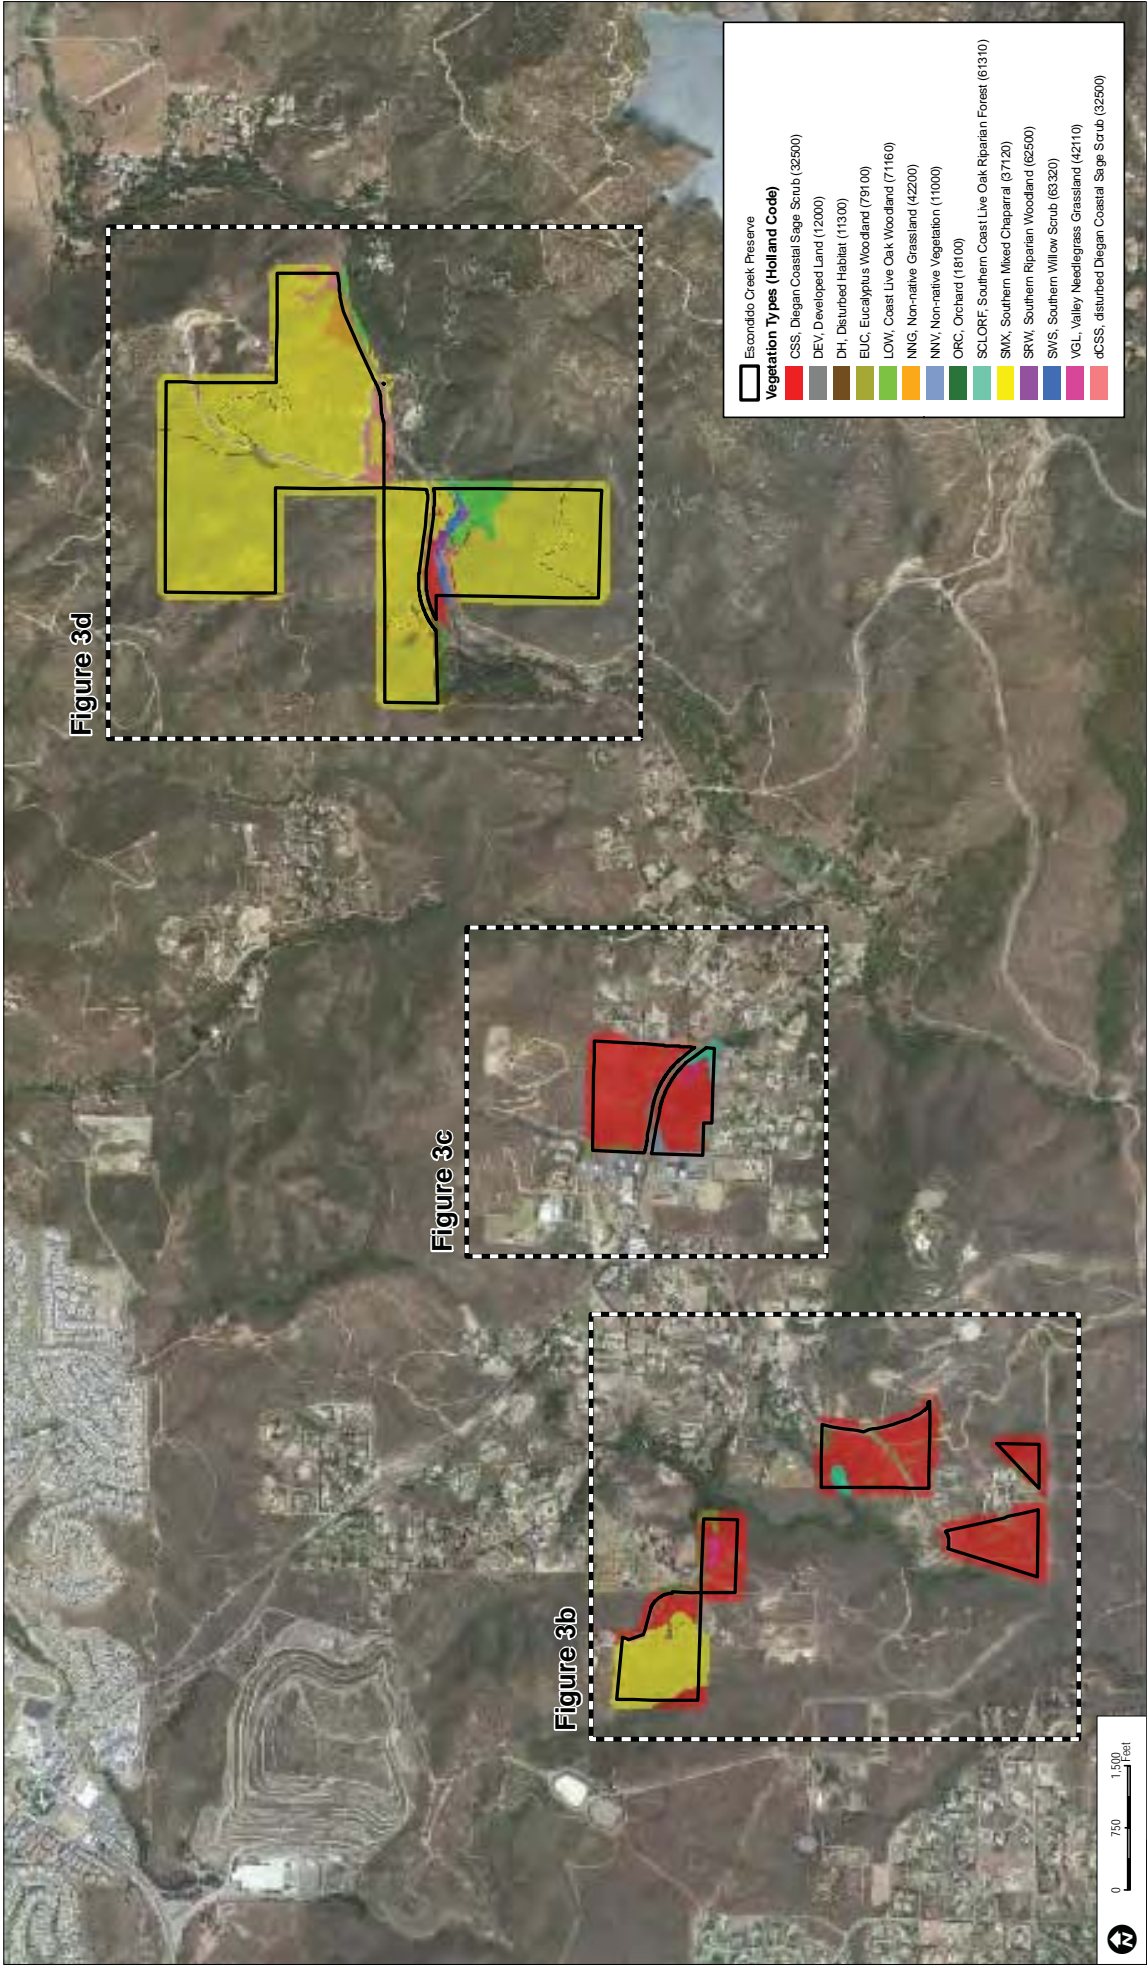 Figure 3d
Figure 3c
Figure 3b
Escondido Creek Preserve
Vegetation Types (Holland Code)
CSS, Diegan Coastal Sage Scrub (32500)
DEV, Developed Land (12000)
DH, Disturbed Habitat (11300)
EUC, Eucalyptus Woodland (79100)
LOW, Coast Live Oak Woodland (71160)
NNG, Non-native Grassland (42200)
NNV, Non-native Vegetation (11000)
ORC, Orchard (18100)
SCLORF, Southern Coast Live Oak Riparian Forest (61310)
SMX, Southern Mixed Chaparral (37120)
SRW, Southern Riparian Woodland (62500)
SWS, Southern Willow Scrub (63320)
VGL, Valley Needlegrass Grassland (42110)
dCSS, disturbed Diegan Coastal Sage Scrub (32500)
N
0 750 1,500
Feet